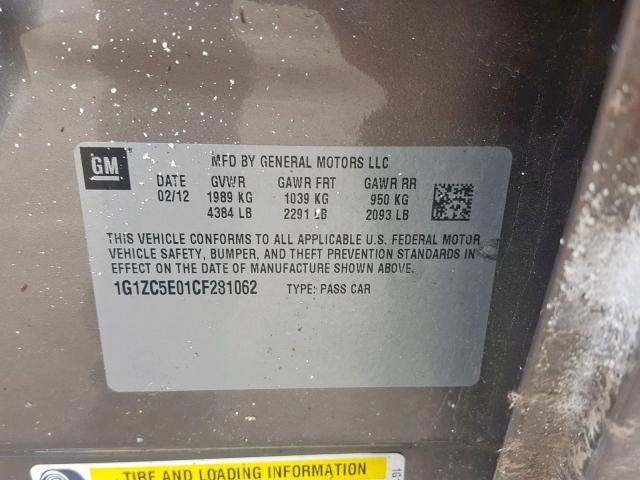 GM
MFD BY GENERAL MOTORS LLC
DATE GVWR GAWR FRT GAWR RR
02/12 1989 KG 1039 KG 950 KG
4384 LB 2291 LB 2093 LB
THIS VEHICLE CONFORMS TO ALL APPLICABLE U.S. FEDERAL MOTOR
VEHICLE SAFETY, BUMPER, AND THEFT PREVENTION STANDARDS IN
EFFECT ON THE DATE OF MANUFACTURE SHOWN ABOVE.
1G1ZC5E01CF281062 TYPE: PASS CAR
TIRE AND LOADING INFORMATION